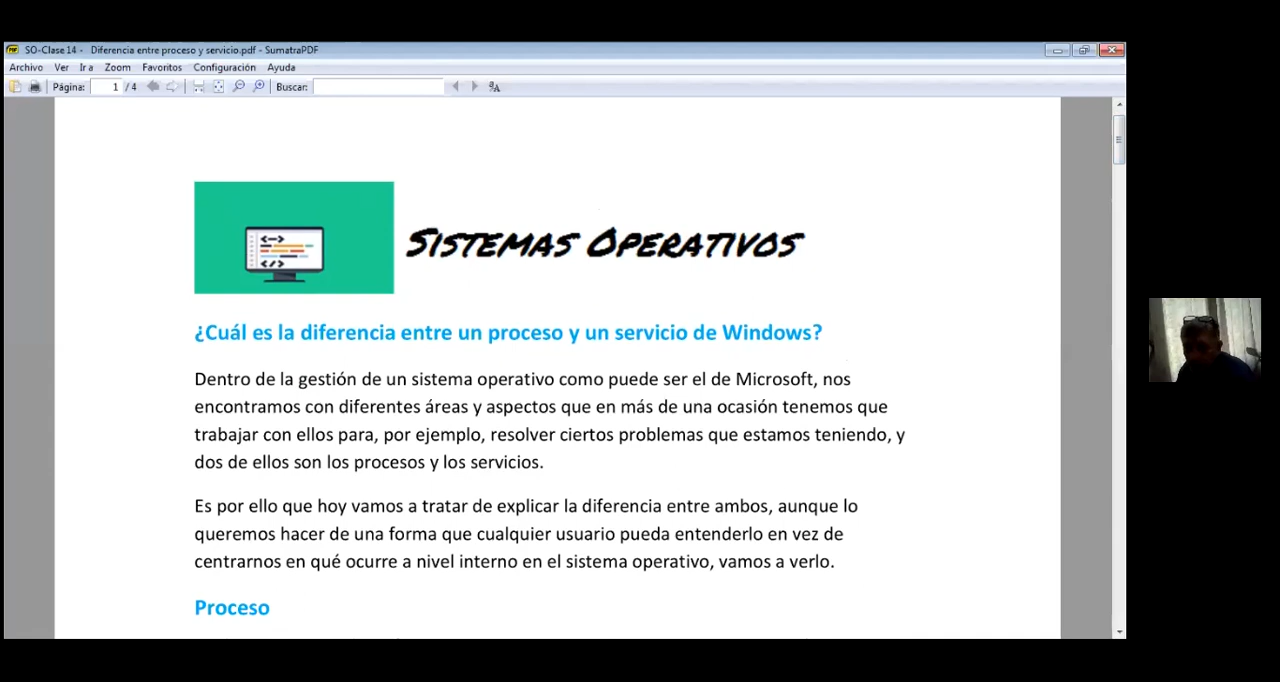 SO-Clase 14 - Diferencia entre proceso y servicio.pdf - SumatraPDF
Archivo Ver Ir a Zoom Favoritos Configuración Ayuda
Página: 1 / 4 Buscar:
SISTEMAS OPERATIVOS
¿Cuál es la diferencia entre un proceso y un servicio de Windows?
Dentro de la gestión de un sistema operativo como puede ser el de Microsoft, nos
encontramos con diferentes áreas y aspectos que en más de una ocasión tenemos que
trabajar con ellos para, por ejemplo, resolver ciertos problemas que estamos teniendo, y
dos de ellos son los procesos y los servicios.
Es por ello que hoy vamos a tratar de explicar la diferencia entre ambos, aunque lo
queremos hacer de una forma que cualquier usuario pueda entenderlo en vez de
centrarnos en qué ocurre a nivel interno en el sistema operativo, vamos a verlo.
Proceso